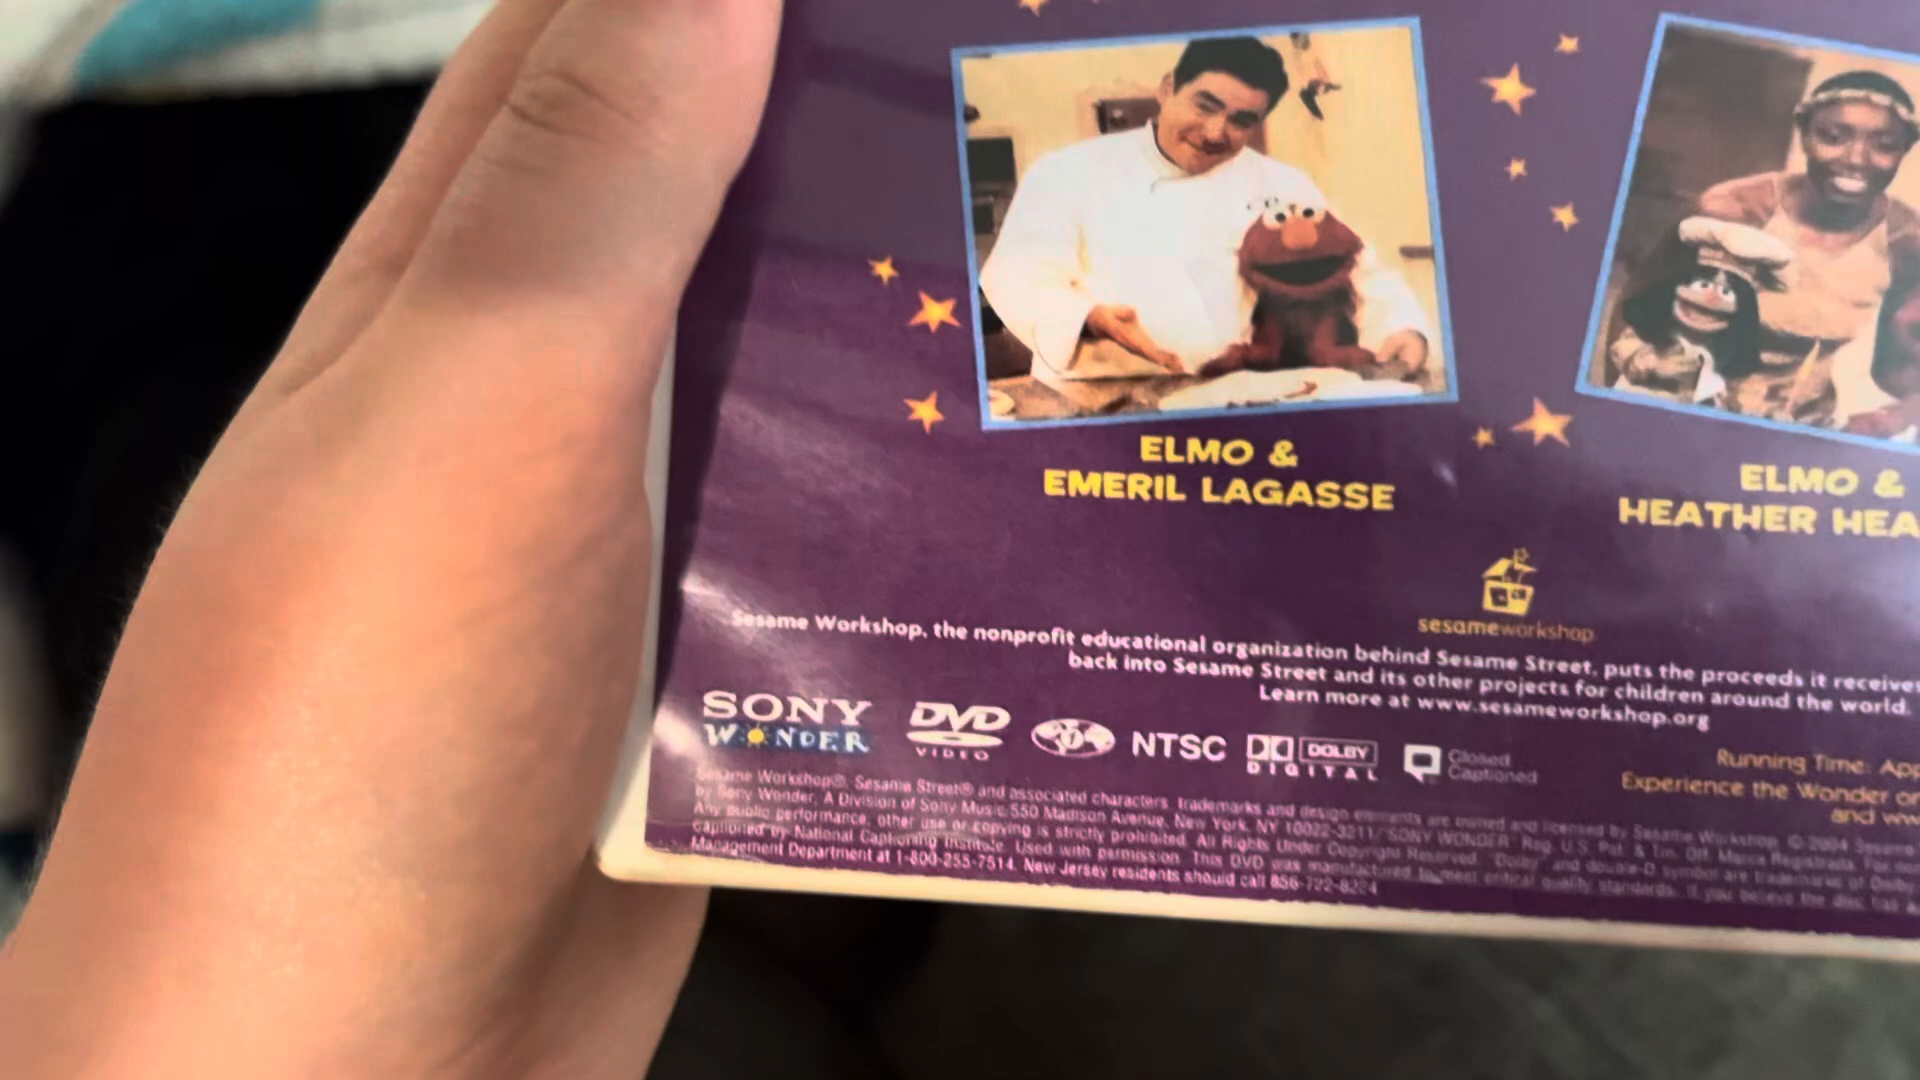 ELMO &
EMERIL LAGASSE
ELMO &
HEATHER HEA
sesameworkshop
Sesame Workshop, the nonprofit educational organization behind Sesame Street, puts the proceeds it receives
back into Sesame Street and its other projects for children around the world.
Learn more at www.sesameworkshop.org
SONY
WONDER
DVD
VIDEO
NTSC
DOLBY
DIGITAL
Closed
Captioned
Running Time: App
Experience the Wonder on
and ww
Sesame Workshop®, Sesame Street® and associated characters, trademarks and design elements are owned and licensed by Sesame Workshop. © 2004 Sesame
by Sony Wonder, A Division of Sony Music/550 Madison Avenue, New York, NY 10022-3211/"SONY WONDER" Reg. U.S. Pat. & Tm. Off. Marca Registrada.
Any public performance, other use or copying is strictly prohibited. All Rights Under Copyright Reserved. "Dolby" and double-D symbol are trademarks of Dolby
Captioned by National Captioning Institute. Used with permission. This DVD was manufactured to meet critical quality standards. If you believe the disc has
Management Department at 1-800-255-7514. New Jersey residents should call 856-722-8224